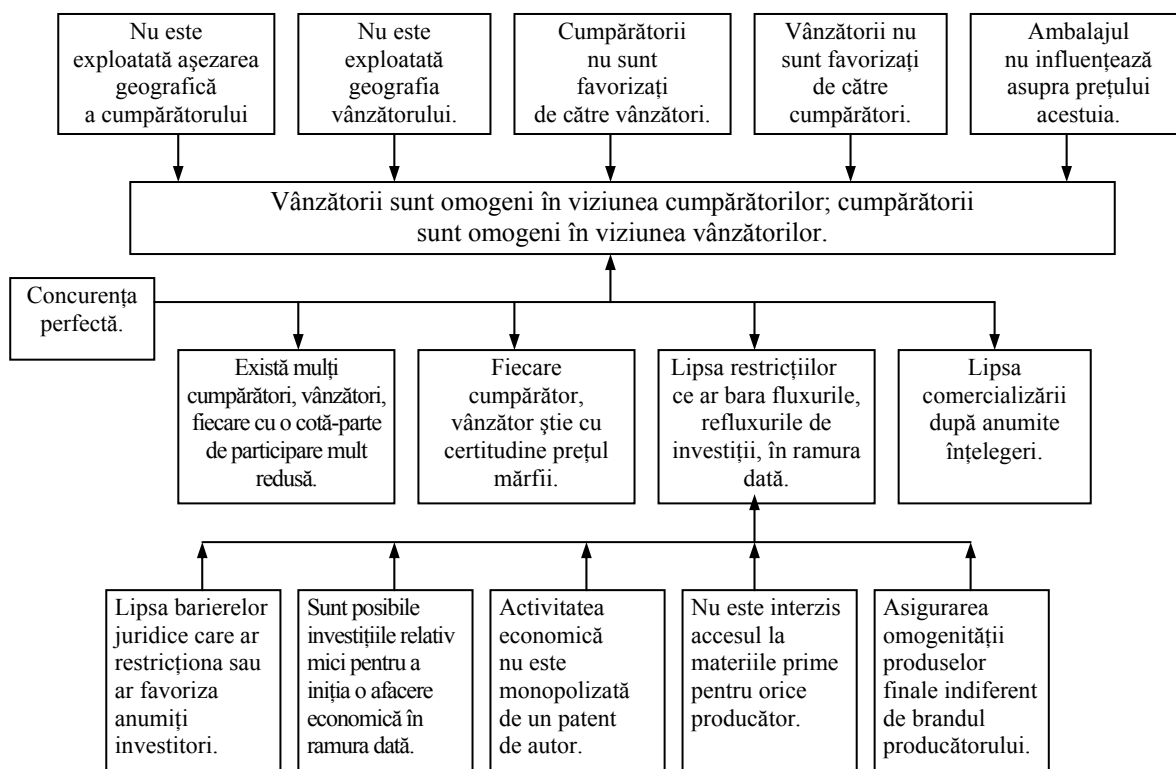 Nu este
exploatată aşezarea
geografică
a cumpărătorului
Nu este
exploatată
geografia
vânzătorului.
Cumpărătorii
nu sunt
favorizați
de către vânzători.
Vânzătorii nu
sunt favorizați
de către
cumpărători.
Ambalajul
nu influențează
asupra prețului
acestuia.
Vânzătorii sunt omogeni în viziunea cumpărătorilor; cumpărătorii
sunt omogeni în viziunea vânzătorilor.
Concurența
perfectă.
Există mulți
cumpărători, vânzători,
fiecare cu o cotă-parte
de participare mult
redusă.
Fiecare
cumpărător,
vânzător ştie cu
certitudine prețul
mărfii.
Lipsa restricțiilor
ce ar bara fluxurile,
refluxurile de
investiții, în ramura
dată.
Lipsa
comercializării
după anumite
înțelegeri.
Lipsa barierelor
juridice care ar
restricționa sau
ar favoriza
anumiți
investitori.
Sunt posibile
investițiile relativ
mici pentru a
iniția o afacere
economică în
ramura dată.
Activitatea
economică
nu este
monopolizată
de un patent
de autor.
Nu este interzis
accesul la
materiile prime
pentru orice
producător.
Asigurarea
omogenității
produselor
finale indiferent
de brandul
producătorului.